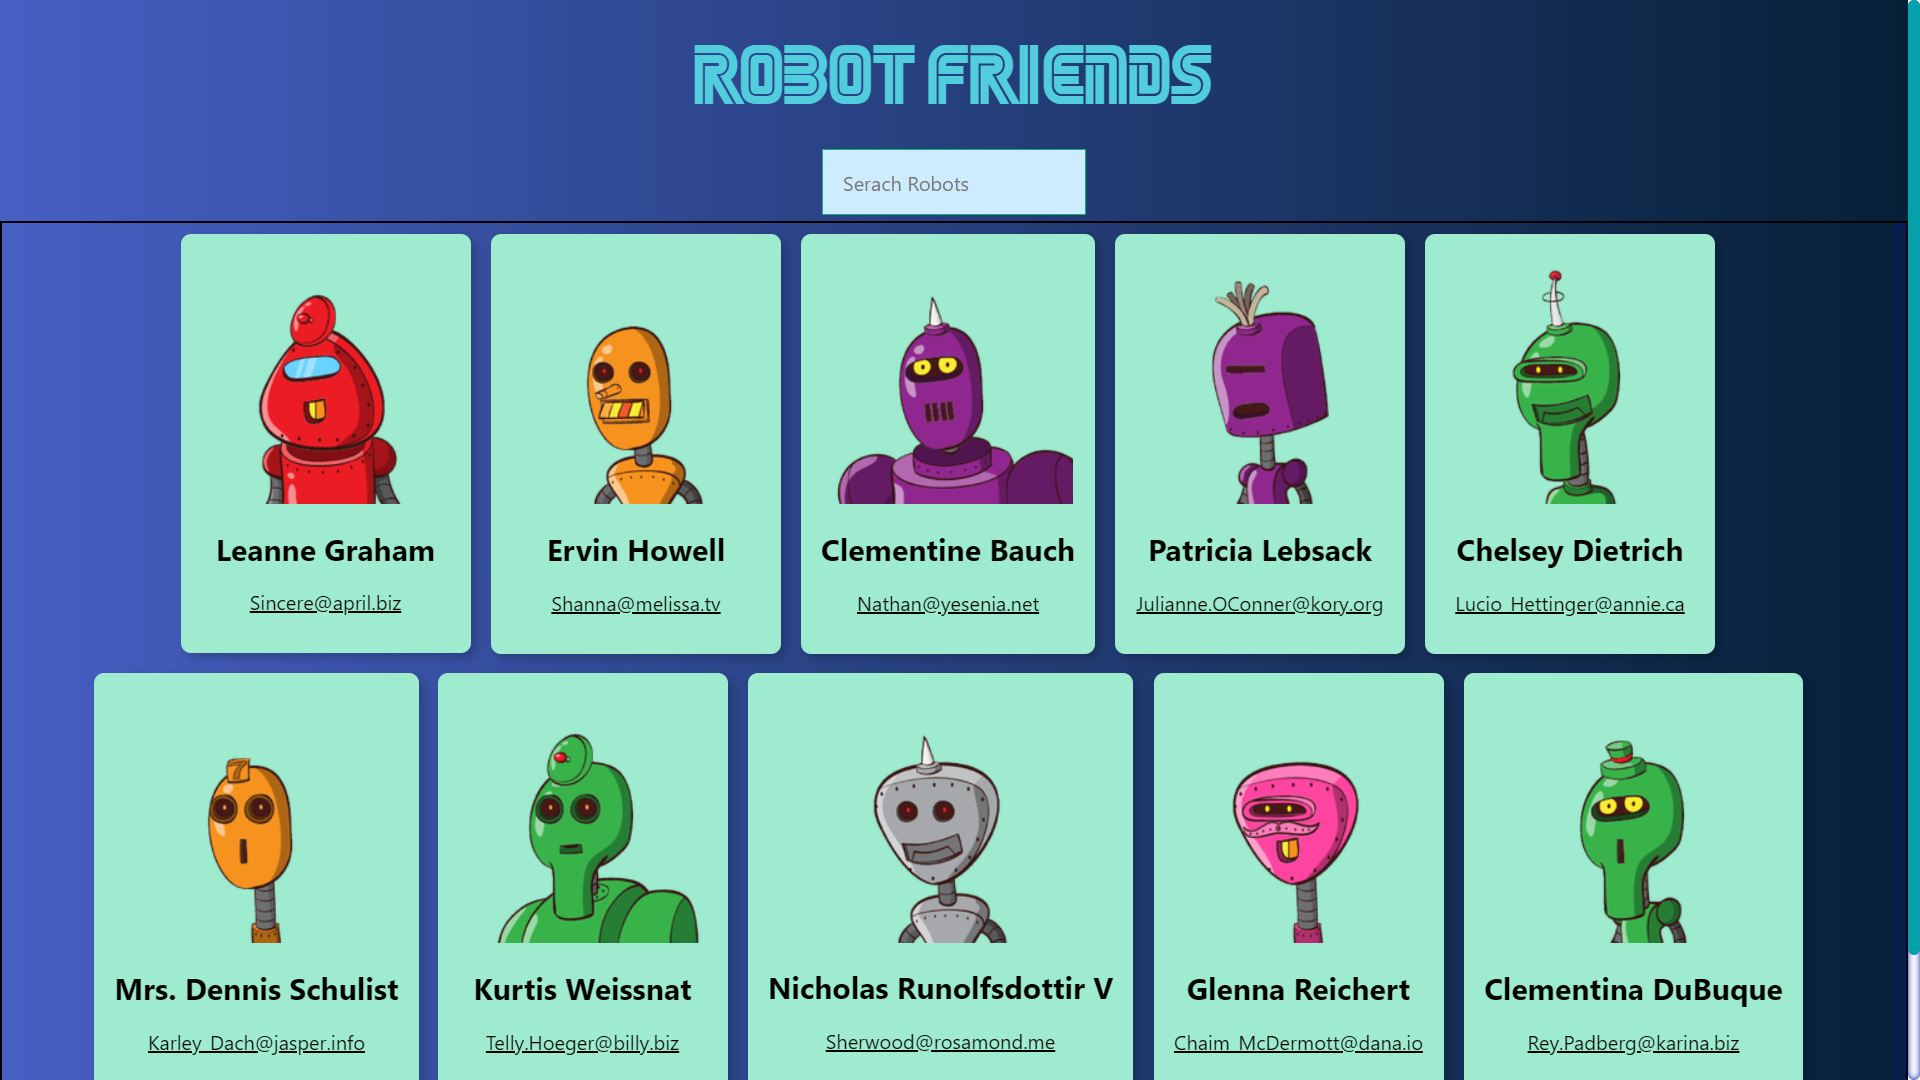 ROBOT FRIENDS
Serach Robots
Leanne Graham
Sincere@april.biz
Ervin Howell
Shanna@melissa.tv
Clementine Bauch
Nathan@yesenia.net
Patricia Lebsack
Julianne.OConner@kory.org
Chelsey Dietrich
Lucio_Hettinger@annie.ca
7
Mrs. Dennis Schulist
Karley_Dach@jasper.info
Kurtis Weissnat
Telly.Hoeger@billy.biz
Nicholas Runolfsdottir V
Sherwood@rosamond.me
Glenna Reichert
Chaim_McDermott@dana.io
Clementina DuBuque
Rey.Padberg@karina.biz